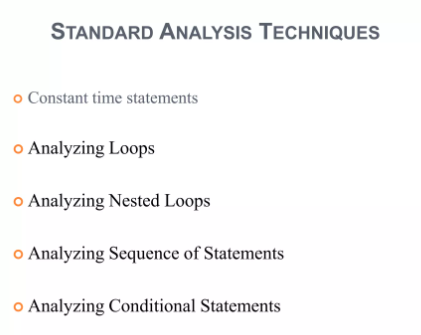 STANDARD ANALYSIS TECHNIQUES
Constant time statements
Analyzing Loops
Analyzing Nested Loops
Analyzing Sequence of Statements
Analyzing Conditional Statements